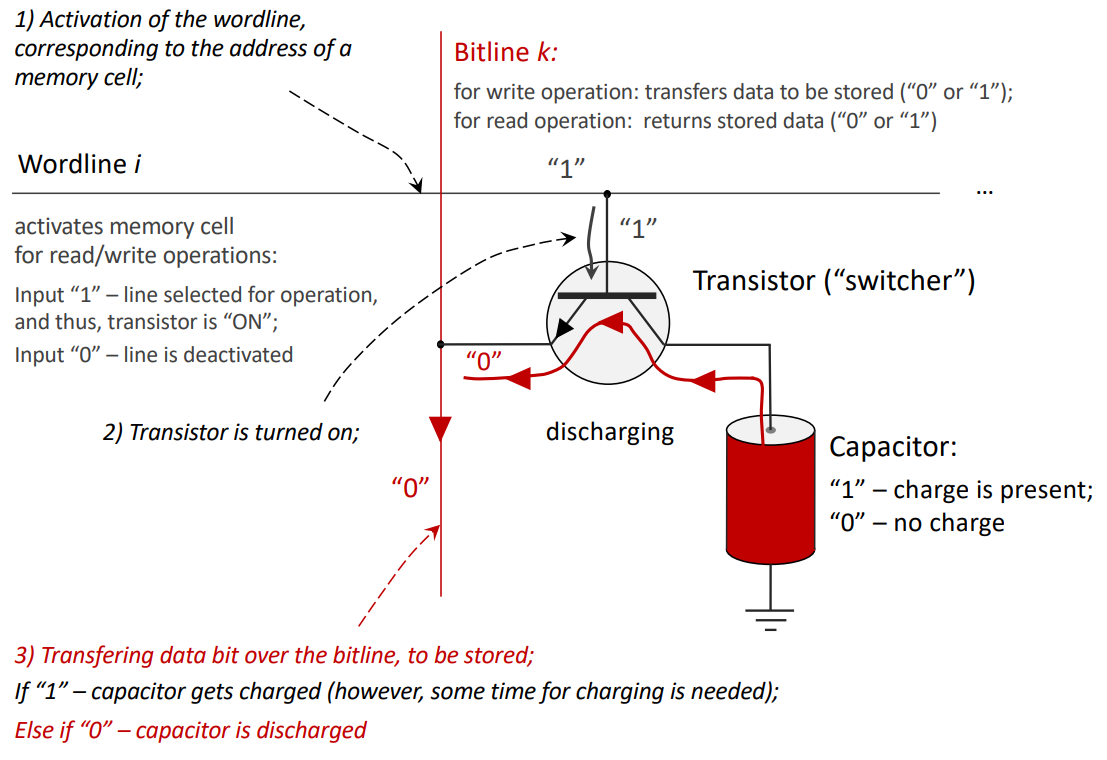 1) Activation of the wordline,
corresponding to the address of a
memory cell;
Bitline k:
for write operation: transfers data to be stored (“0” or “1”);
for read operation: returns stored data (“0” or “1”)
Wordline i
“1”
...
activates memory cell
for read/write operations:
Input “1” – line selected for operation,
and thus, transistor is “ON”;
Input “0” – line is deactivated
“1”
Transistor (“switcher”)
“0”
2) Transistor is turned on;
discharging
“0”
Capacitor:
“1” – charge is present;
“0” – no charge
3) Transfering data bit over the bitline, to be stored;
If “1” – capacitor gets charged (however, some time for charging is needed);
Else if “0” – capacitor is discharged